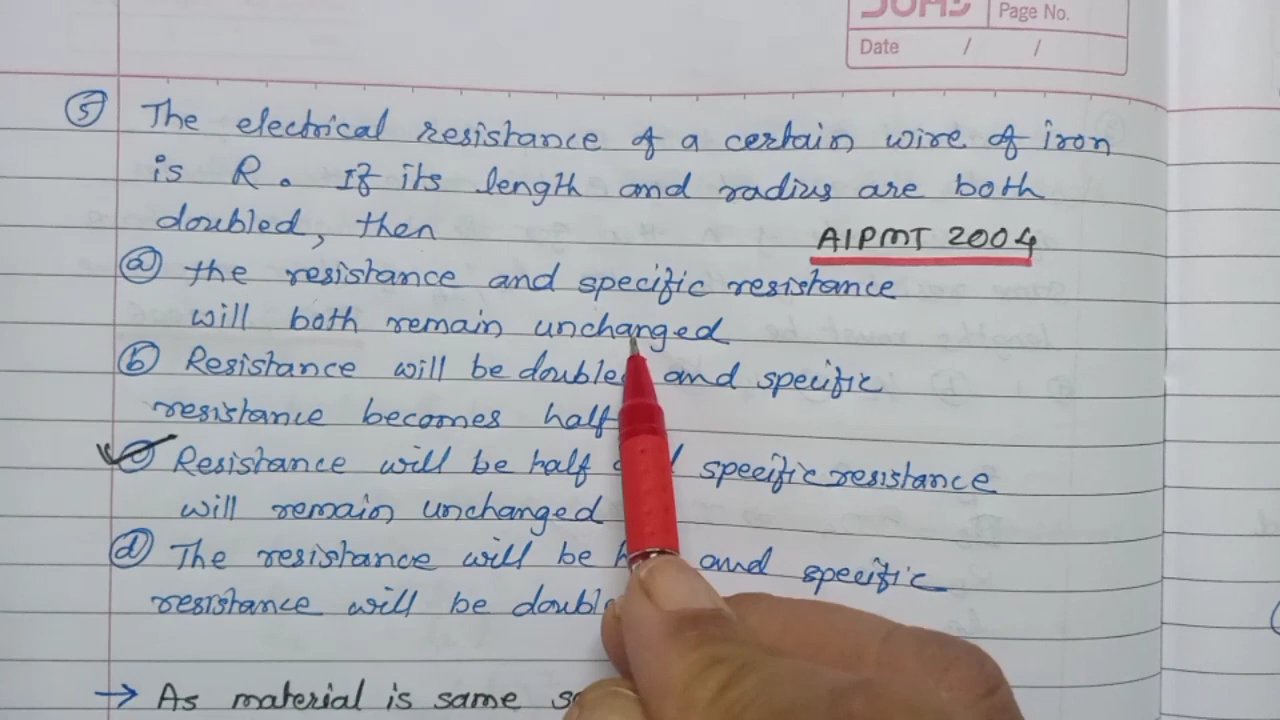 Page No.
Date / /
(5) The electrical resistance of a certain wire of iron
is R. If its length and radius are both
doubled, then
AIPMT 2004
(a) the resistance and specific resistance
will both remain unchanged
(b) Resistance will be doubled and specific
resistance becomes half
Resistance will be half specific resistance
will remain unchanged
(d) The resistance will be and specific
resistance will be
→ As material is same